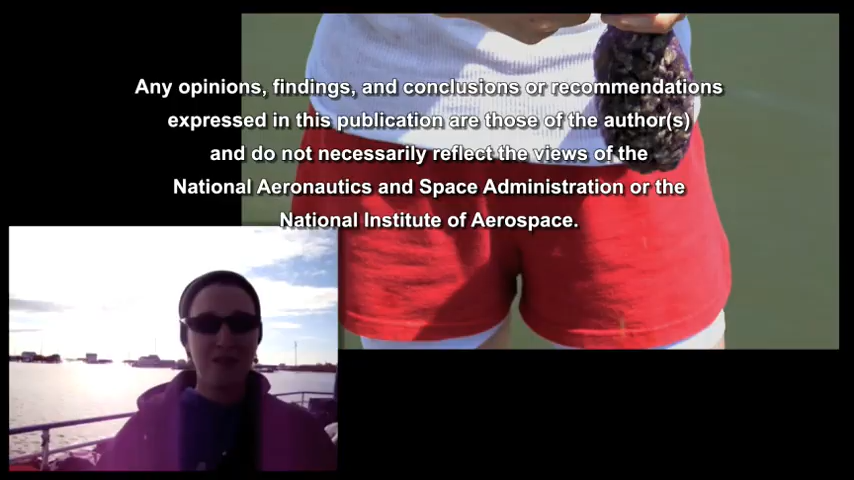 Any opinions, findings, and conclusions or recommendations
expressed in this publication are those of the author(s)
and do not necessarily reflect the views of the
National Aeronautics and Space Administration or the
National Institute of Aerospace.